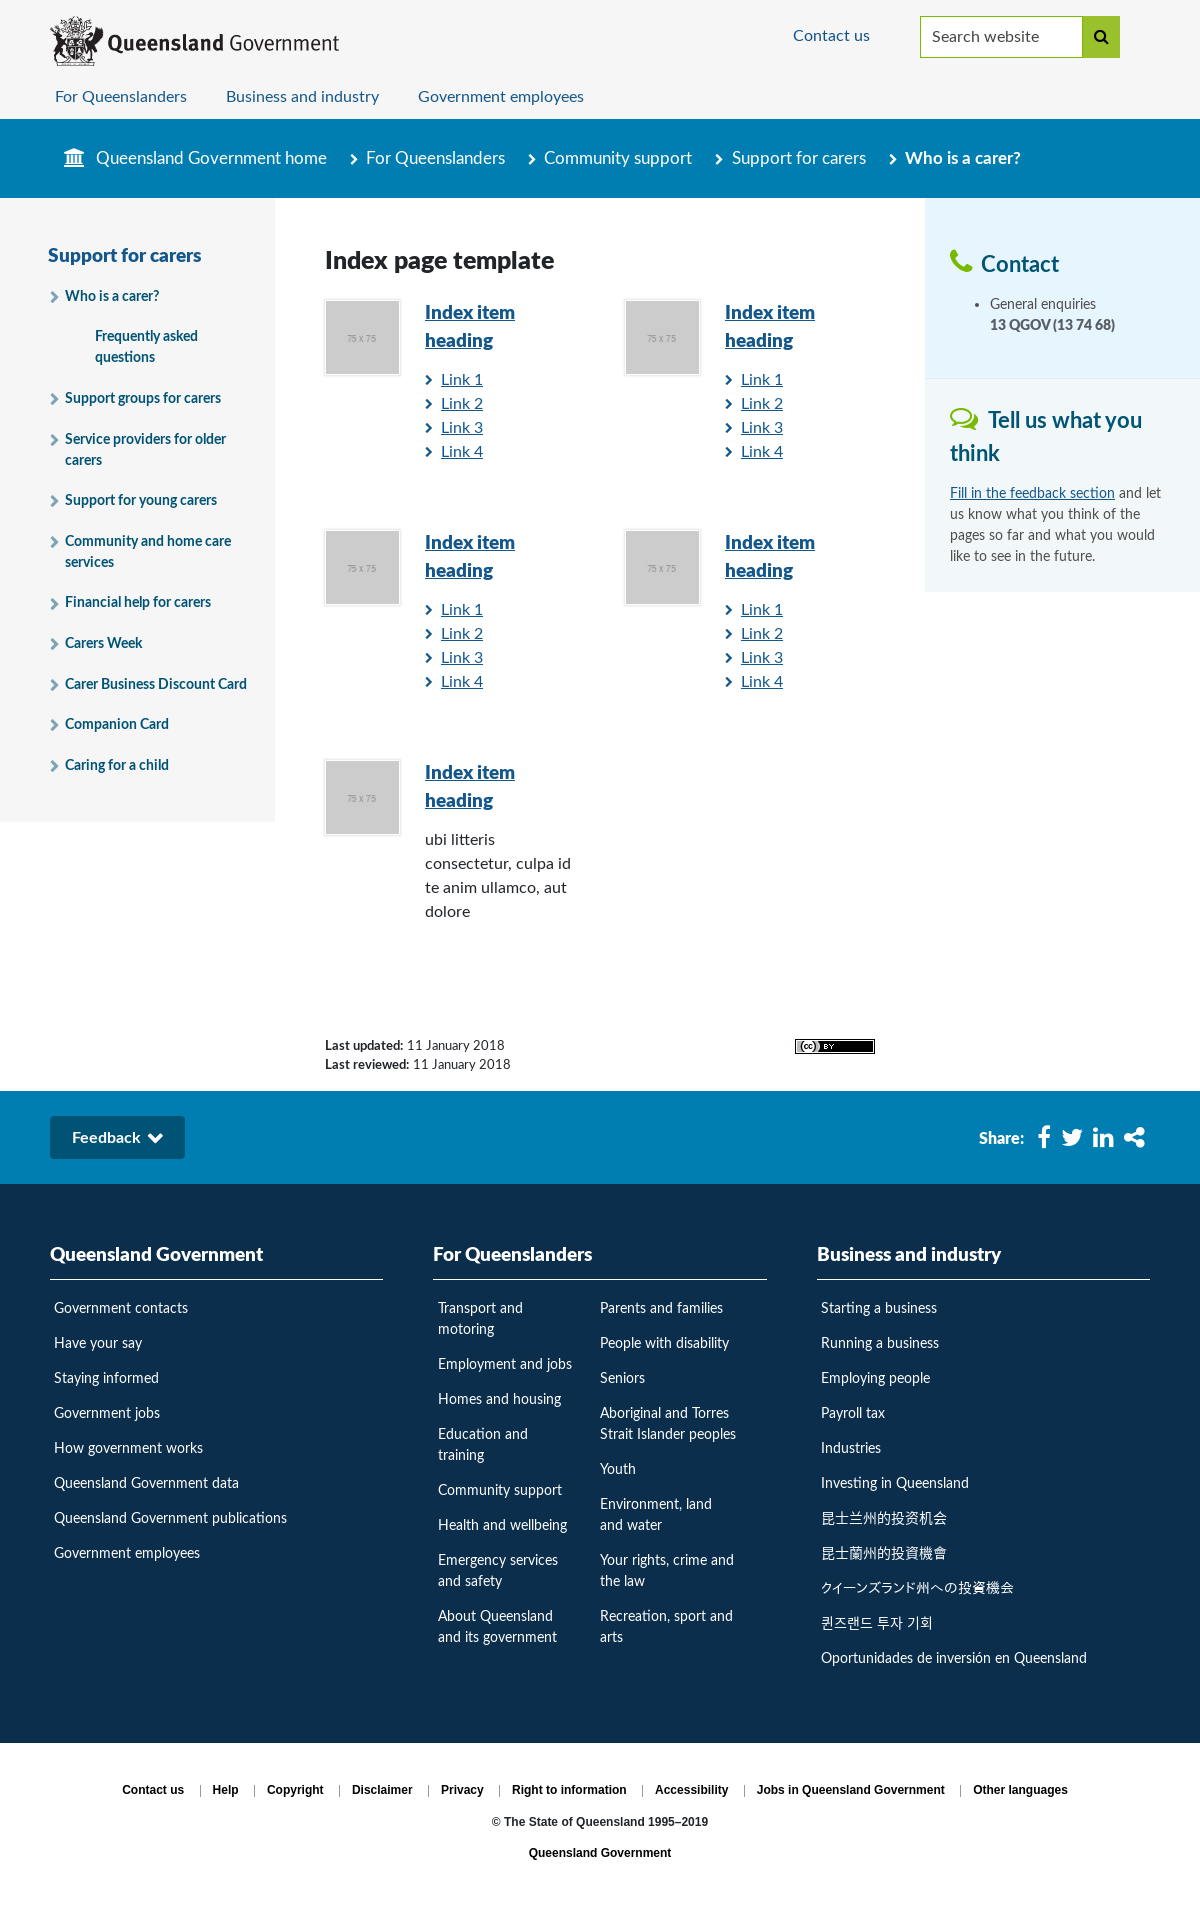 Queensland Government
Contact us
Search website
For Queenslanders
Business and industry
Government employees
Queensland Government home
For Queenslanders
Community support
Support for carers
Who is a carer?
Support for carers
Who is a carer?
Frequently asked
questions
Support groups for carers
Service providers for older
carers
Support for young carers
Community and home care
services
Financial help for carers
Carers Week
Carer Business Discount Card
Companion Card
Caring for a child
Index page template
75 x 75
Index item
heading
Link 1
Link 2
Link 3
Link 4
75 x 75
Index item
heading
Link 1
Link 2
Link 3
Link 4
75 x 75
Index item
heading
Link 1
Link 2
Link 3
Link 4
75 x 75
Index item
heading
Link 1
Link 2
Link 3
Link 4
75 x 75
Index item
heading
ubi litteris
consectetur, culpa id
te anim ullamco, aut
dolore
Contact
General enquiries
13 QGOV (13 74 68)
Tell us what you
think
Fill in the feedback section and let
us know what you think of the
pages so far and what you would
like to see in the future.
Last updated: 11 January 2018
Last reviewed: 11 January 2018
cc BY
Feedback
Share:
Queensland Government
Government contacts
Have your say
Staying informed
Government jobs
How government works
Queensland Government data
Queensland Government publications
Government employees
For Queenslanders
Transport and
motoring
Employment and jobs
Homes and housing
Education and
training
Community support
Health and wellbeing
Emergency services
and safety
About Queensland
and its government
Parents and families
People with disability
Seniors
Aboriginal and Torres
Strait Islander peoples
Youth
Environment, land
and water
Your rights, crime and
the law
Recreation, sport and
arts
Business and industry
Starting a business
Running a business
Employing people
Payroll tax
Industries
Investing in Queensland
昆士兰州的投资机会
昆士蘭州的投資機會
クイーンズランド州への投資機会
퀸즈랜드 투자 기회
Oportunidades de inversión en Queensland
Contact us
Help
Copyright
Disclaimer
Privacy
Right to information
Accessibility
Jobs in Queensland Government
Other languages
© The State of Queensland 1995–2019
Queensland Government